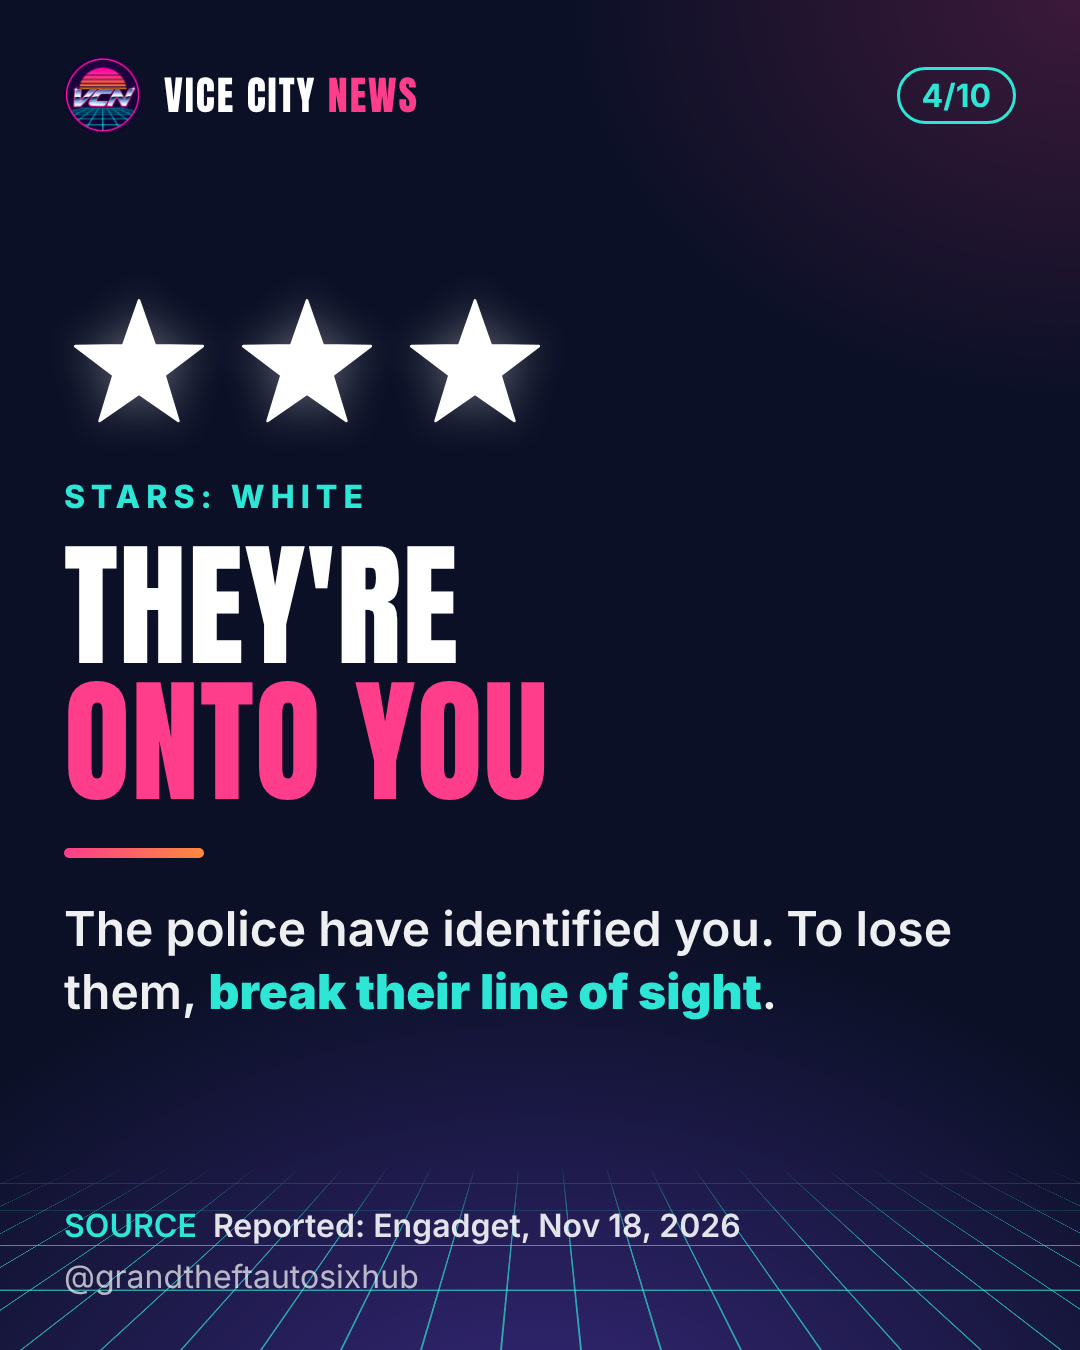 VCN
VICE CITY NEWS
4/10
STARS: WHITE
THEY'RE
ONTO YOU
The police have identified you. To lose
them, break their line of sight.
SOURCE Reported: Engadget, Nov 18, 2026
@grandtheftautosixhub